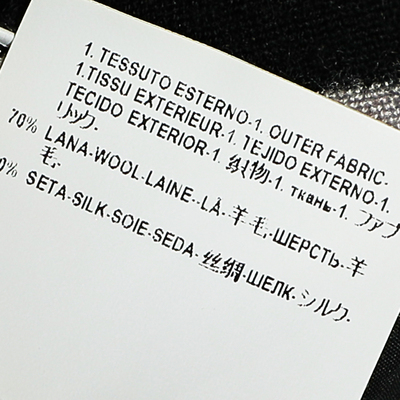 1. TESSUTO ESTERNO-1. OUTER FABRIC-
1.TISSU EXTERIEUR-1. TEJIDO EXTERNO-1.
TECIDO EXTERIOR-1. 織物-1. ткань-1. ファブ
リック.
70% LANA-WOOL-LAINE-LÃ-羊毛-ШЕРСТЬ-羊
毛.
0% SETA-SILK-SOIE-SEDA-丝绸-ШЕЛК-シルク.